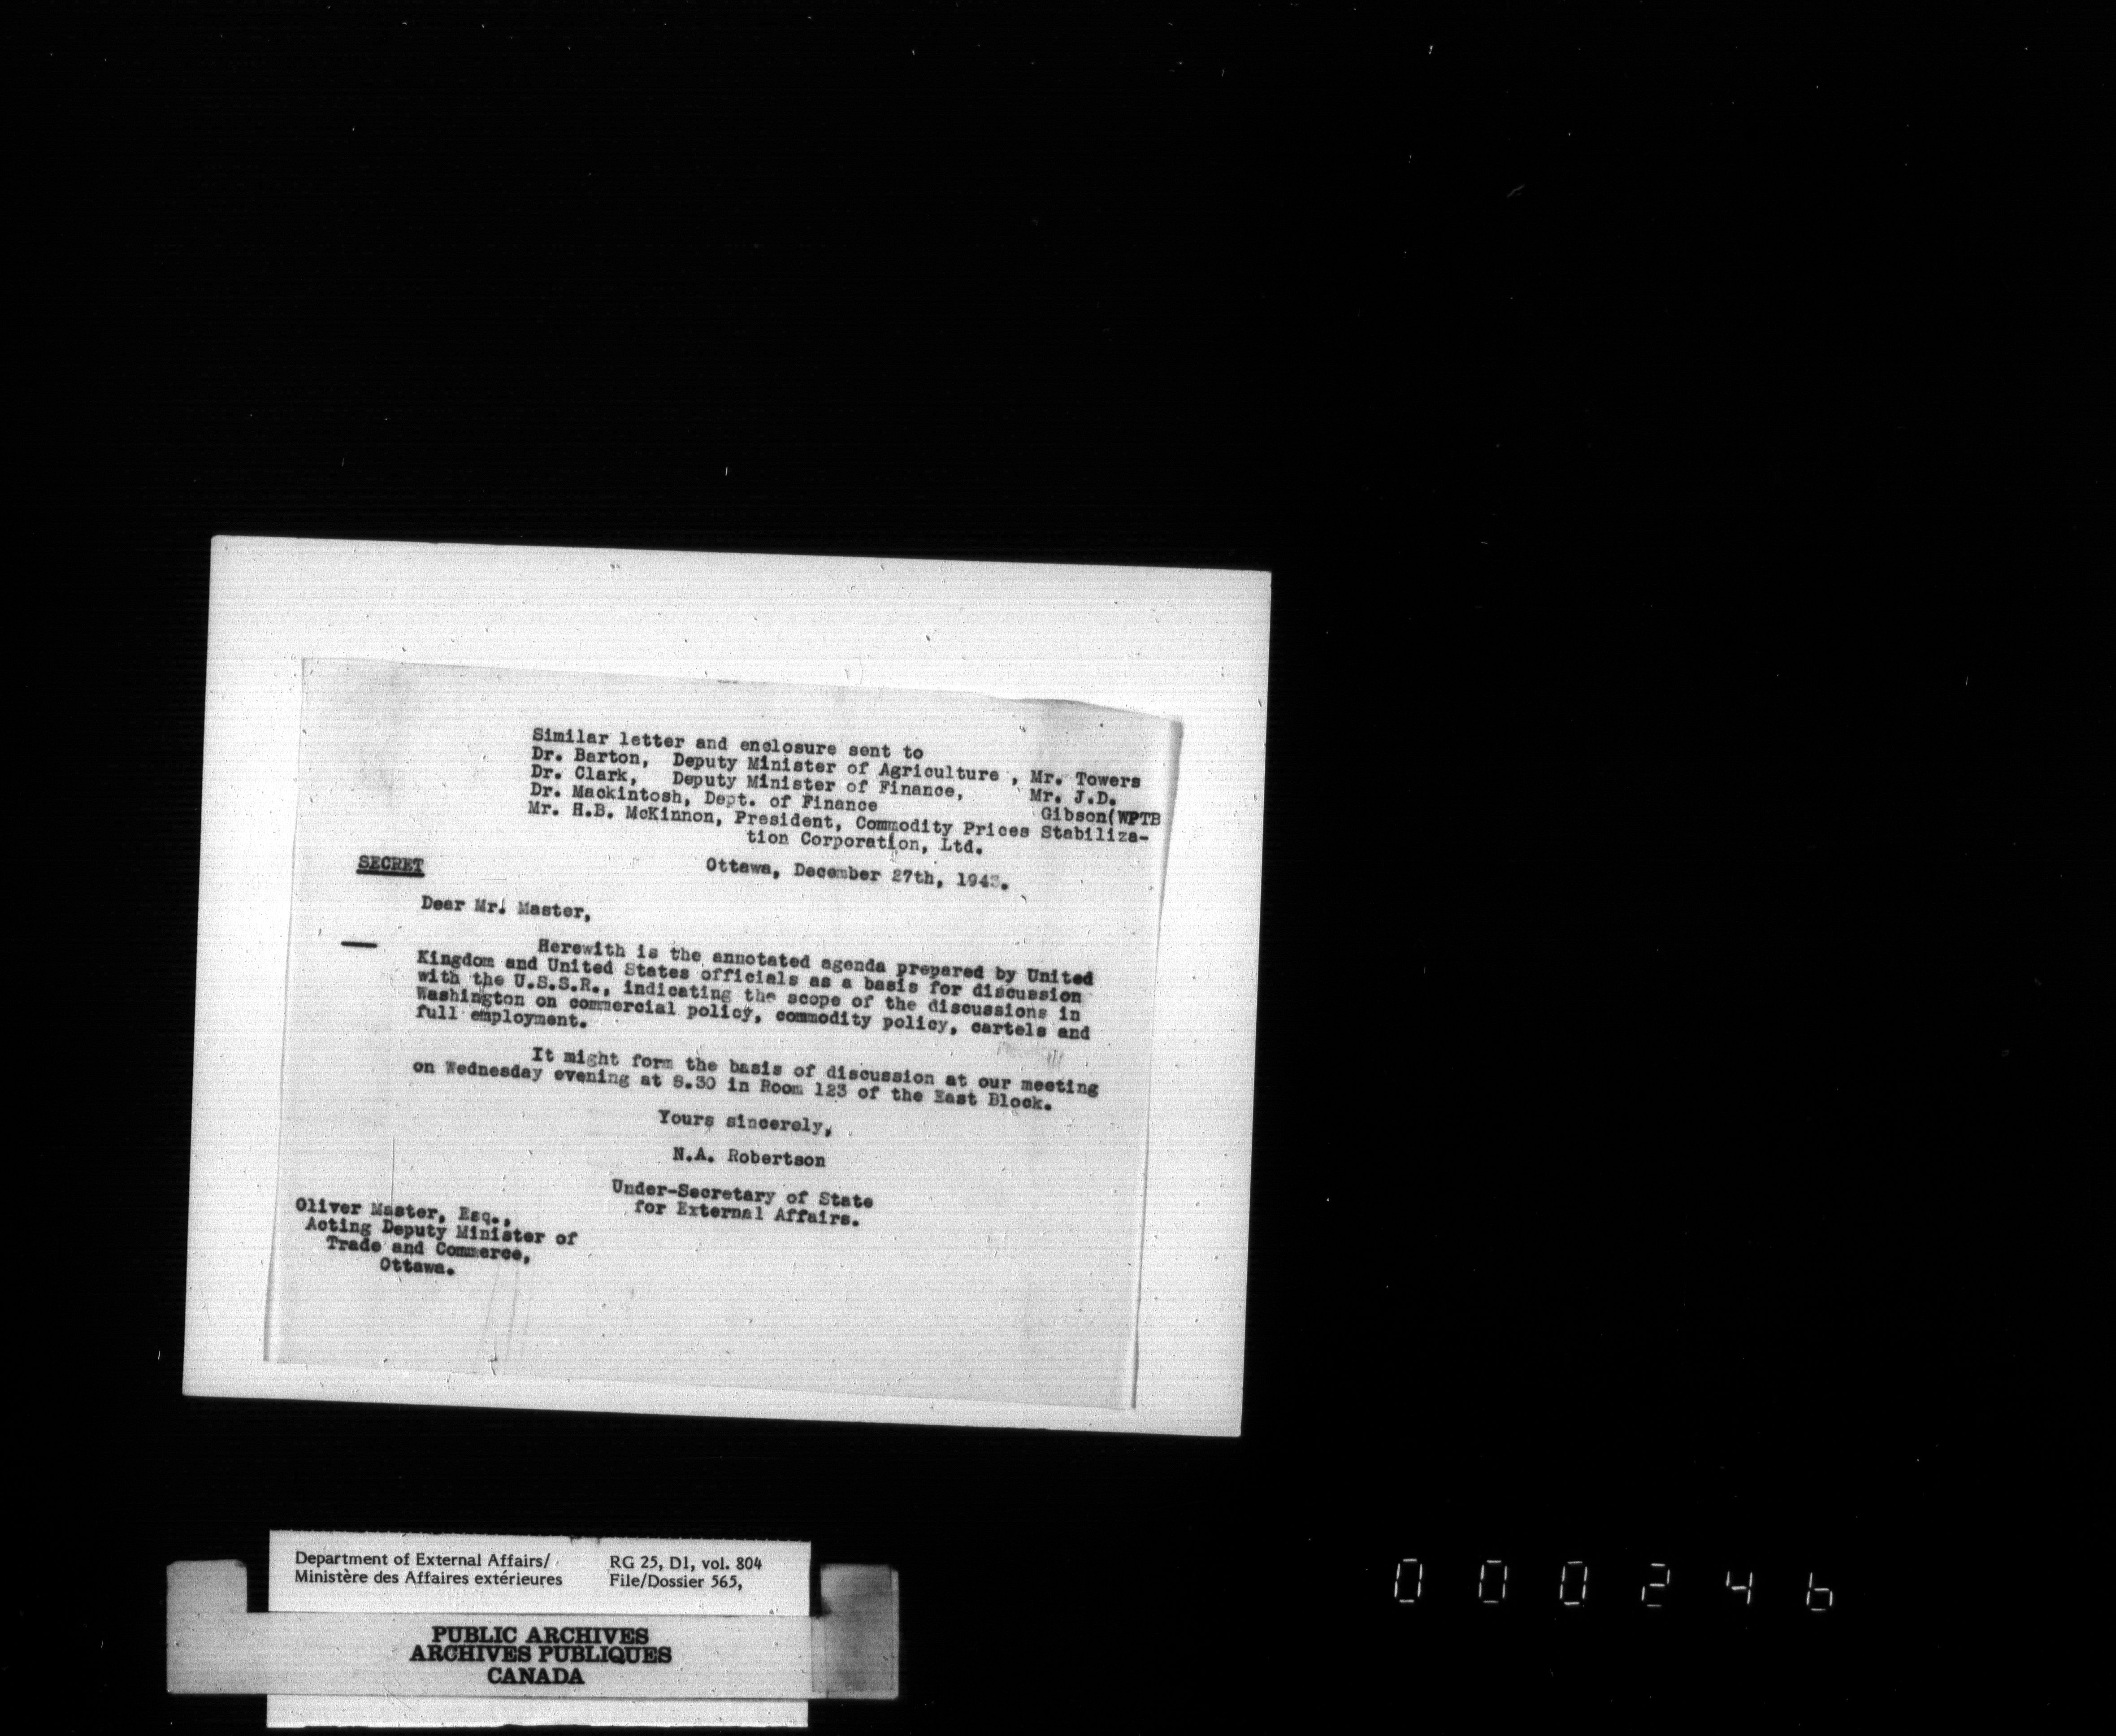 Similar letter and enclosure sent to
Dr. Barton, Deputy Minister of Agriculture , Mr. Towers
Dr. Clark, Deputy Minister of Finance, Mr. J.D.
Dr. Mackintosh, Dept. of Finance Gibson(WPTB
Mr. H.B. McKinnon, President, Commodity Prices Stabiliza-
tion Corporation, Ltd.
SECRET
Ottawa, December 27th, 1943.
Dear Mr. Master,
Herewith is the annotated agenda prepared by United
Kingdom and United States officials as a basis for discussion
with the U.S.S.R., indicating the scope of the discussions in
Washington on commercial policy, commodity policy, cartels and
full employment.
It might form the basis of discussion at our meeting
on Wednesday evening at 8.30 in Room 123 of the East Block.
Yours sincerely,
N.A. Robertson
Under-Secretary of State
for External Affairs.
Oliver Master, Esq.,
Acting Deputy Minister of
Trade and Commerce,
Ottawa.
Department of External Affairs/ RG 25, D1, vol. 804
Ministère des Affaires extérieures File/Dossier 565,
PUBLIC ARCHIVES
ARCHIVES PUBLIQUES
CANADA
000246